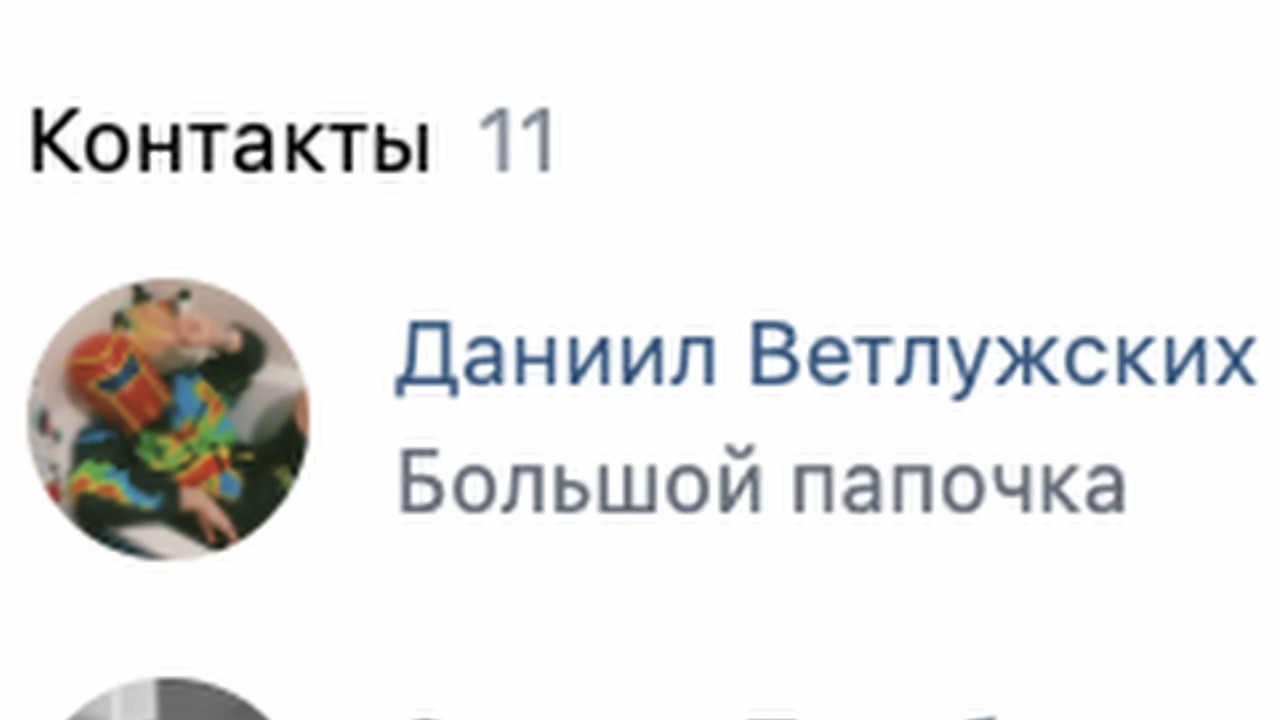 Контакты 11
Даниил Ветлужских
Большой папочка